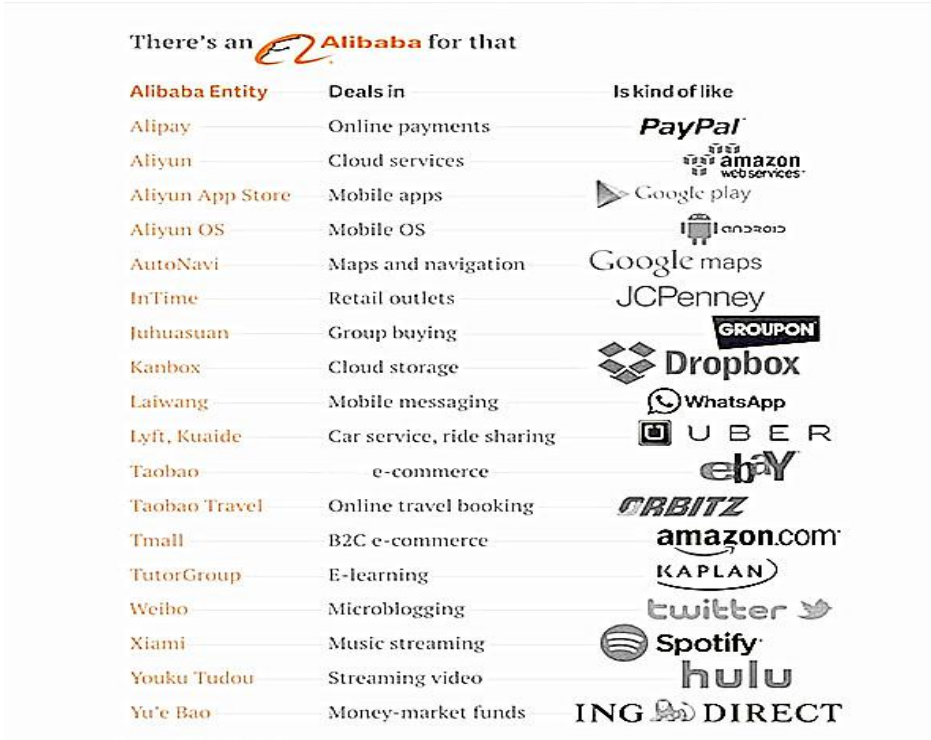 There's an Alibaba for that
Alibaba Entity Deals in Is kind of like
Alipay Online payments PayPal
Aliyun Cloud services amazon webservices
Aliyun App Store Mobile apps Google play
Aliyun OS Mobile OS android
AutoNavi Maps and navigation Google maps
InTime Retail outlets JCPenney
Juhuasuan Group buying GROUPON
Kanbox Cloud storage Dropbox
Laiwang Mobile messaging WhatsApp
Lyft, Kuaide Car service, ride sharing UBER
Taobao e-commerce ebay
Taobao Travel Online travel booking ORBITZ
Tmall B2C e-commerce amazon.com
TutorGroup E-learning KAPLAN
Weibo Microblogging twitter
Xiami Music streaming Spotify
Youku Tudou Streaming video hulu
Yu'e Bao Money-market funds ING DIRECT